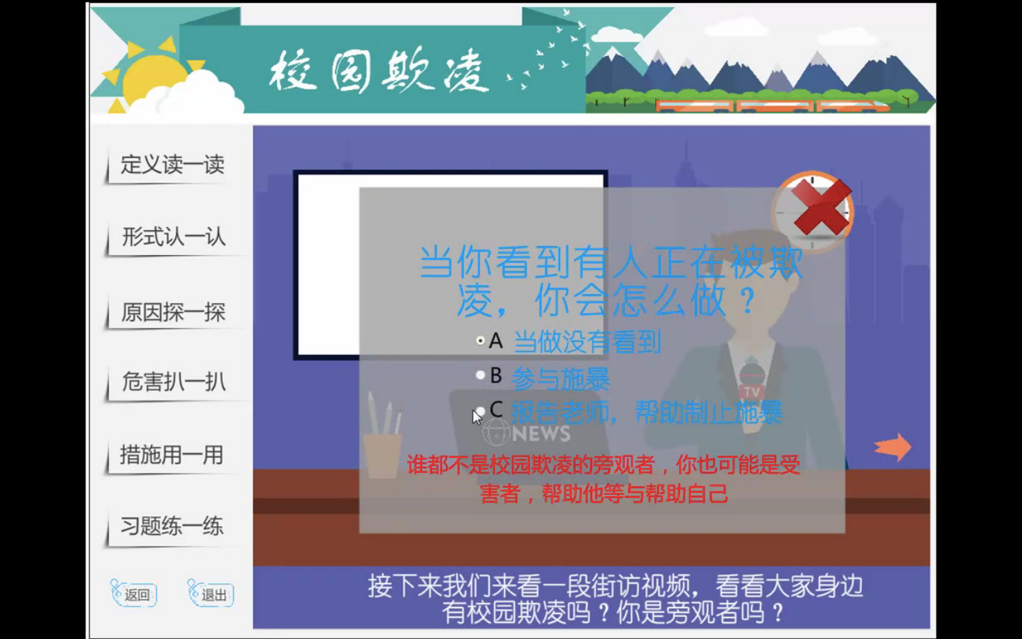 校园欺凌
定义读一读
形式认一认
原因探一探
危害扒一扒
措施用一用
习题练一练
返回
退出
当你看到有人正在被欺
凌，你会怎么做？
A 当做没有看到
B 参与施暴
C 报告老师，帮助制止施暴
TV
NEWS
谁都不是校园欺凌的旁观者，你也可能是受
害者，帮助他等与帮助自己
接下来我们来看一段街访视频，看看大家身边
有校园欺凌吗？你是旁观者吗？